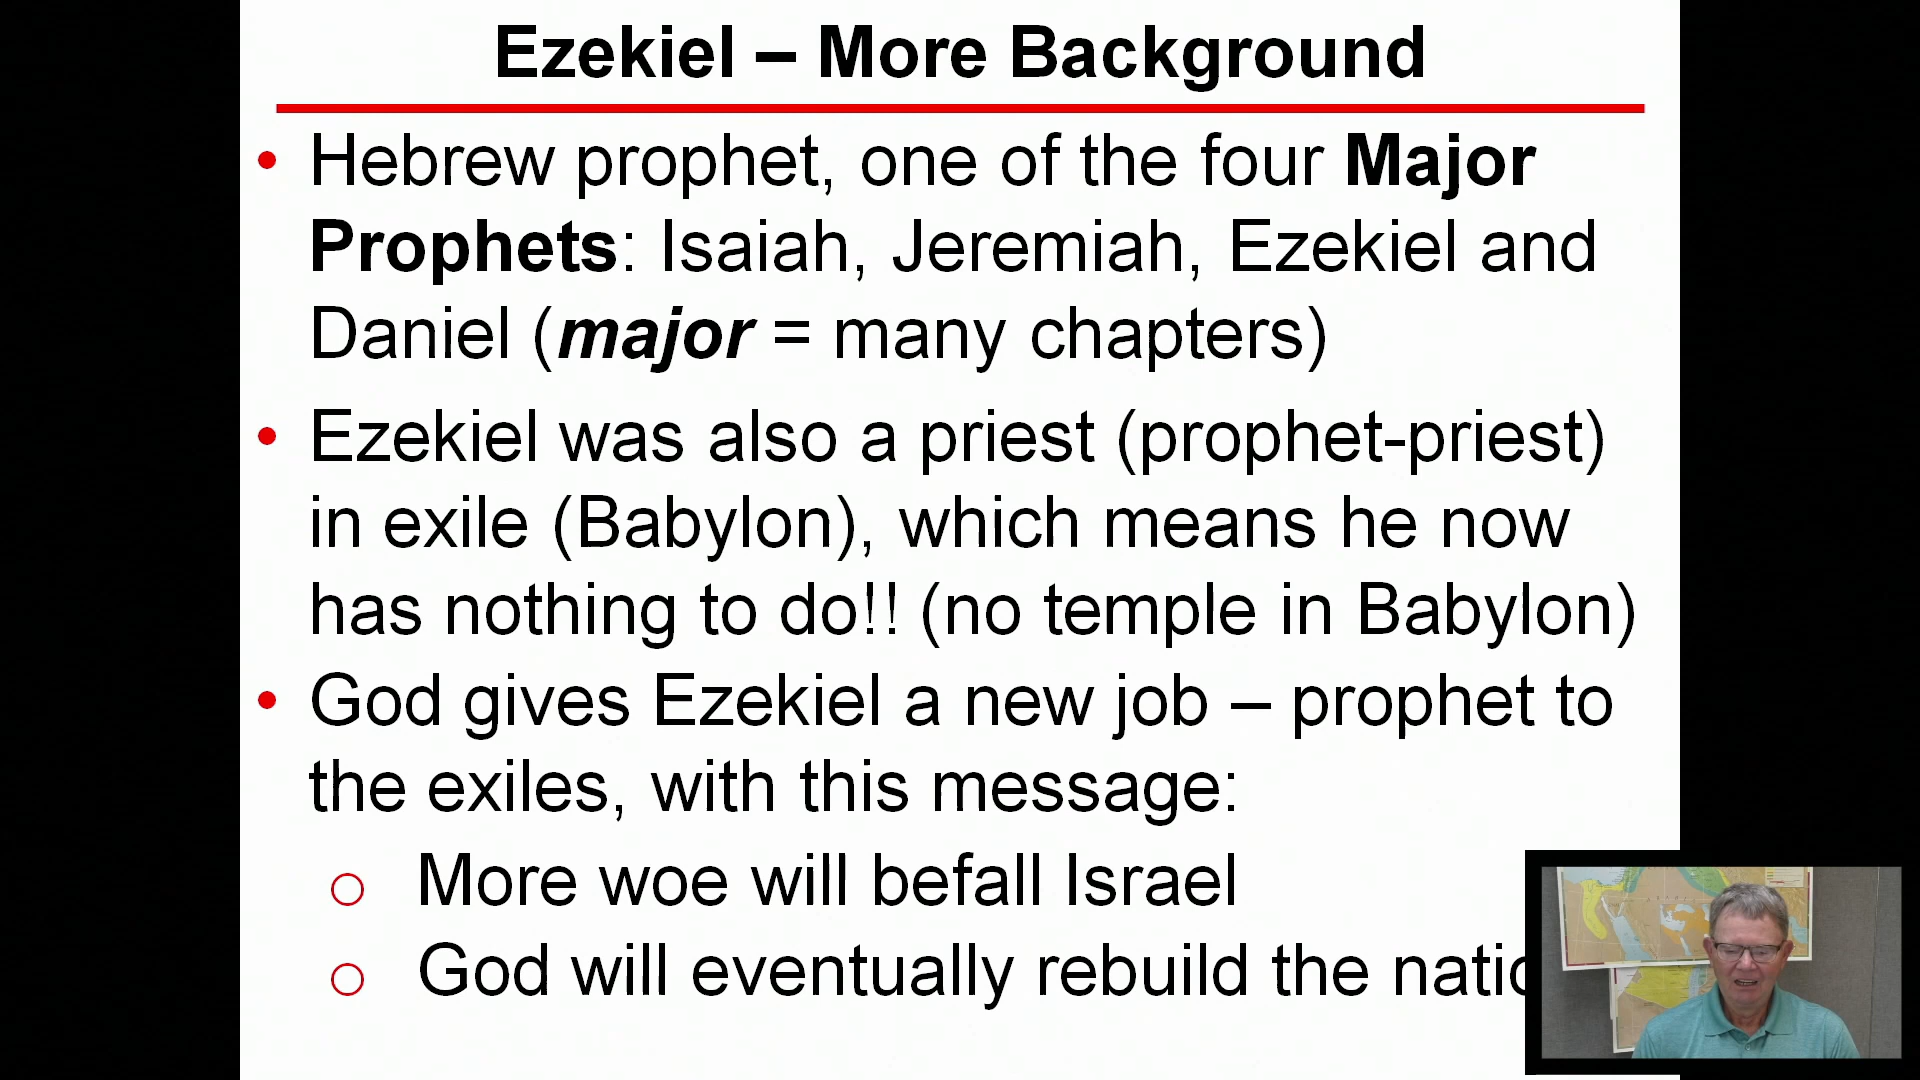 Ezekiel – More Background
• Hebrew prophet, one of the four Major
Prophets: Isaiah, Jeremiah, Ezekiel and
Daniel (major = many chapters)
• Ezekiel was also a priest (prophet-priest)
in exile (Babylon), which means he now
has nothing to do!! (no temple in Babylon)
• God gives Ezekiel a new job – prophet to
the exiles, with this message:
○ More woe will befall Israel
○ God will eventually rebuild the natio